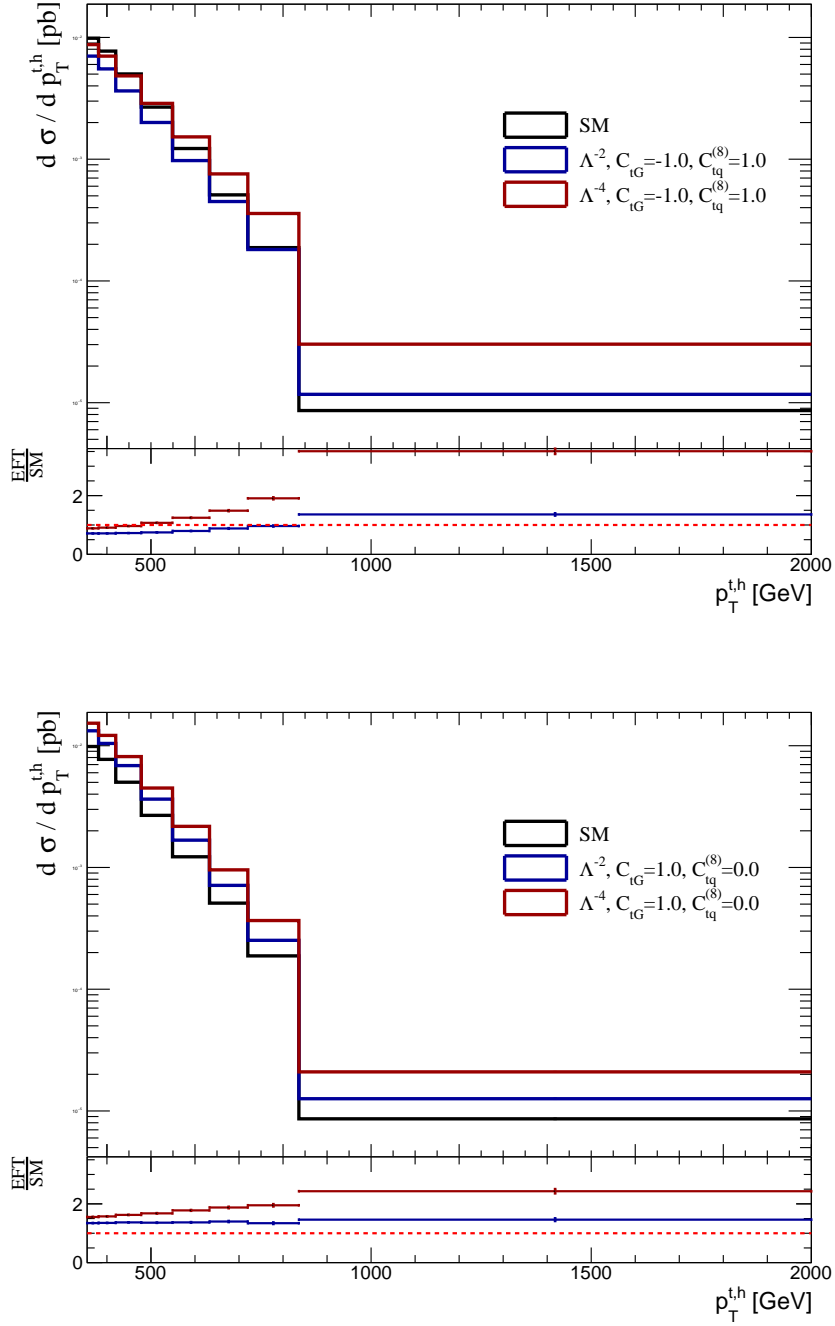 d σ / d p_T^{t,h} [pb]
SM
Λ^{-2}, C_{tG}=-1.0, C_{tq}^{(8)}=1.0
Λ^{-4}, C_{tG}=-1.0, C_{tq}^{(8)}=1.0
EFT
SM
2
0
500 1000 1500 2000
p_T^{t,h} [GeV]
d σ / d p_T^{t,h} [pb]
SM
Λ^{-2}, C_{tG}=1.0, C_{tq}^{(8)}=0.0
Λ^{-4}, C_{tG}=1.0, C_{tq}^{(8)}=0.0
EFT
SM
2
0
500 1000 1500 2000
p_T^{t,h} [GeV]